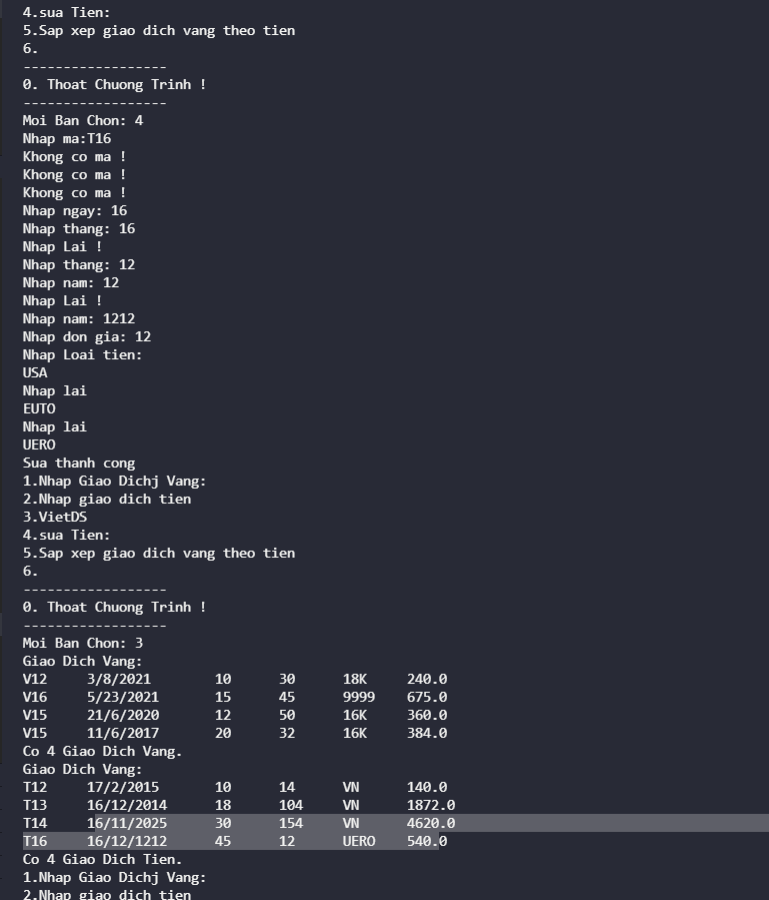 4.sua Tien:
5.Sap xep giao dich vang theo tien
6.
------------------
0. Thoat Chuong Trinh !
------------------
Moi Ban Chon: 4
Nhap ma:T16
Khong co ma !
Khong co ma !
Khong co ma !
Nhap ngay: 16
Nhap thang: 16
Nhap Lai !
Nhap thang: 12
Nhap nam: 12
Nhap Lai !
Nhap nam: 1212
Nhap don gia: 12
Nhap Loai tien:
USA
Nhap lai
EUTO
Nhap lai
UERO
Sua thanh cong
1.Nhap Giao Dichj Vang:
2.Nhap giao dich tien
3.VietDS
4.sua Tien:
5.Sap xep giao dich vang theo tien
6.
------------------
0. Thoat Chuong Trinh !
------------------
Moi Ban Chon: 3
Giao Dich Vang:
V12 3/8/2021 10 30 18K 240.0
V16 5/23/2021 15 45 9999 675.0
V15 21/6/2020 12 50 16K 360.0
V15 11/6/2017 20 32 16K 384.0
Co 4 Giao Dich Vang.
Giao Dich Vang:
T12 17/2/2015 10 14 VN 140.0
T13 16/12/2014 18 104 VN 1872.0
T14 16/11/2025 30 154 VN 4620.0
T16 16/12/1212 45 12 UERO 540.0
Co 4 Giao Dich Tien.
1.Nhap Giao Dichj Vang:
2.Nhap giao dich tien